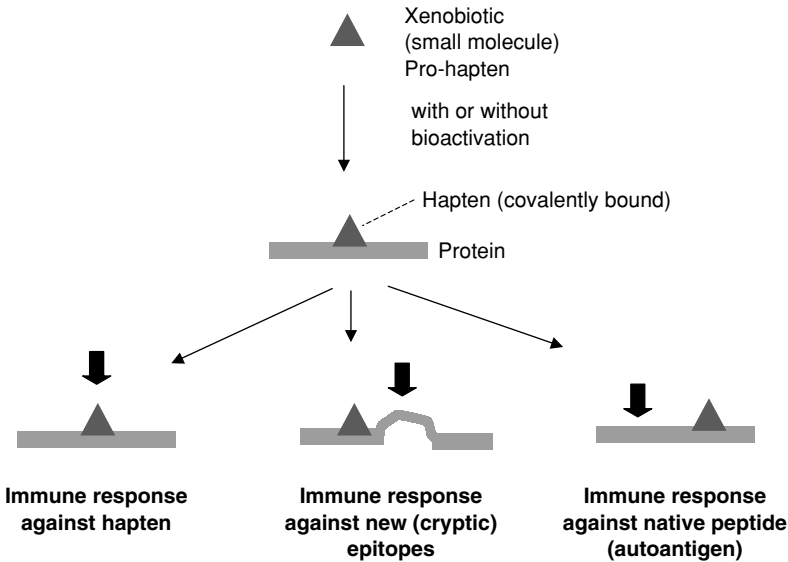 Xenobiotic
(small molecule)
Pro-hapten
with or without
bioactivation
Hapten (covalently bound)
Protein
Immune response
against hapten
Immune response
against new (cryptic)
epitopes
Immune response
against native peptide
(autoantigen)